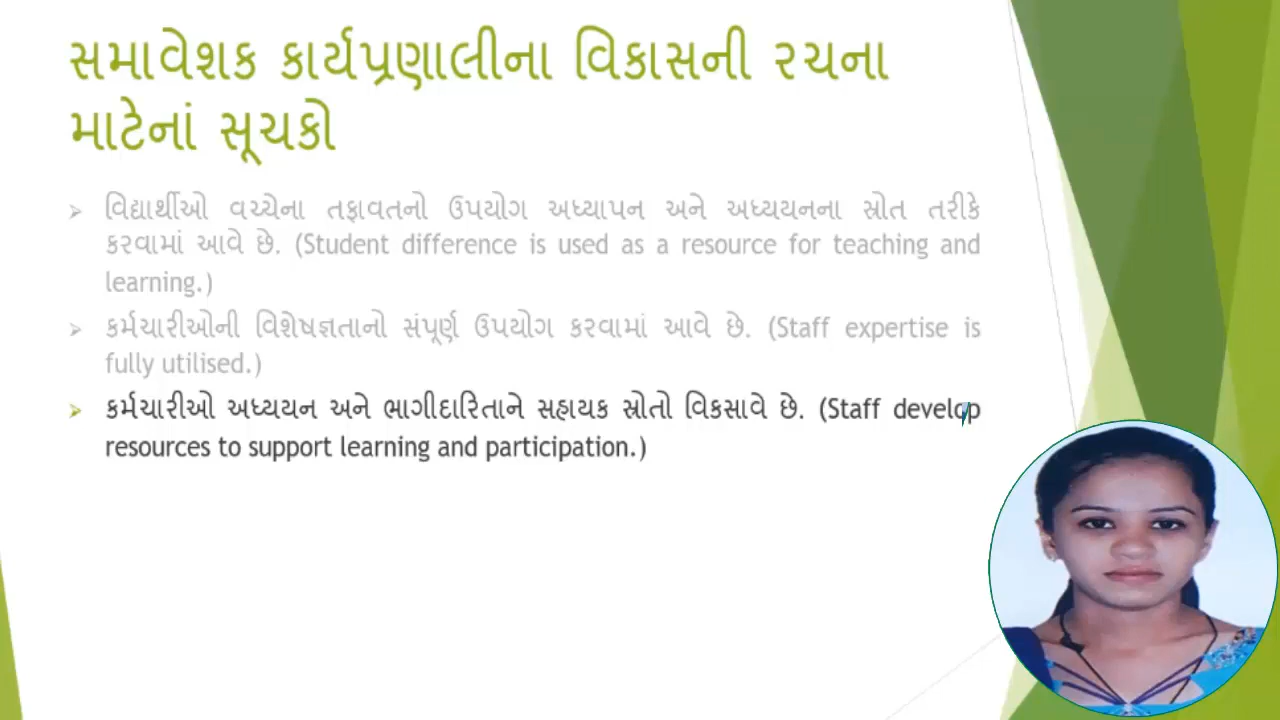 સમાવેશક કાર્યપ્રણાલીના વિકાસની રચના
માટેનાં સૂચકો
વિદ્યાર્થીઓ વચ્ચેના તફાવતનો ઉપયોગ અધ્યાપન અને અધ્યયનના સ્રોત તરીકે
કરવામાં આવે છે. (Student difference is used as a resource for teaching and
learning.)
કર્મચારીઓની વિશેષજ્ઞતાનો સંપૂર્ણ ઉપયોગ કરવામાં આવે છે. (Staff expertise is
fully utilised.)
કર્મચારીઓ અધ્યયન અને ભાગીદારિતાને સહાયક સ્રોતો વિકસાવે છે. (Staff develop
resources to support learning and participation.)